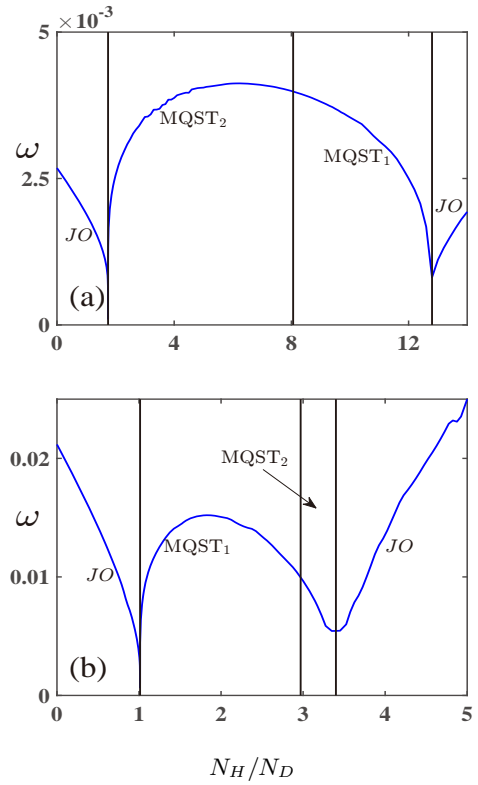 ×10⁻³
5
MQST₂
ω
MQST₁
2.5
JO
JO
(a)
0
0
4
8
12
MQST₂
0.02
ω
MQST₁
JO
0.01
JO
(b)
0
0
1
2
3
4
5
N_H/N_D